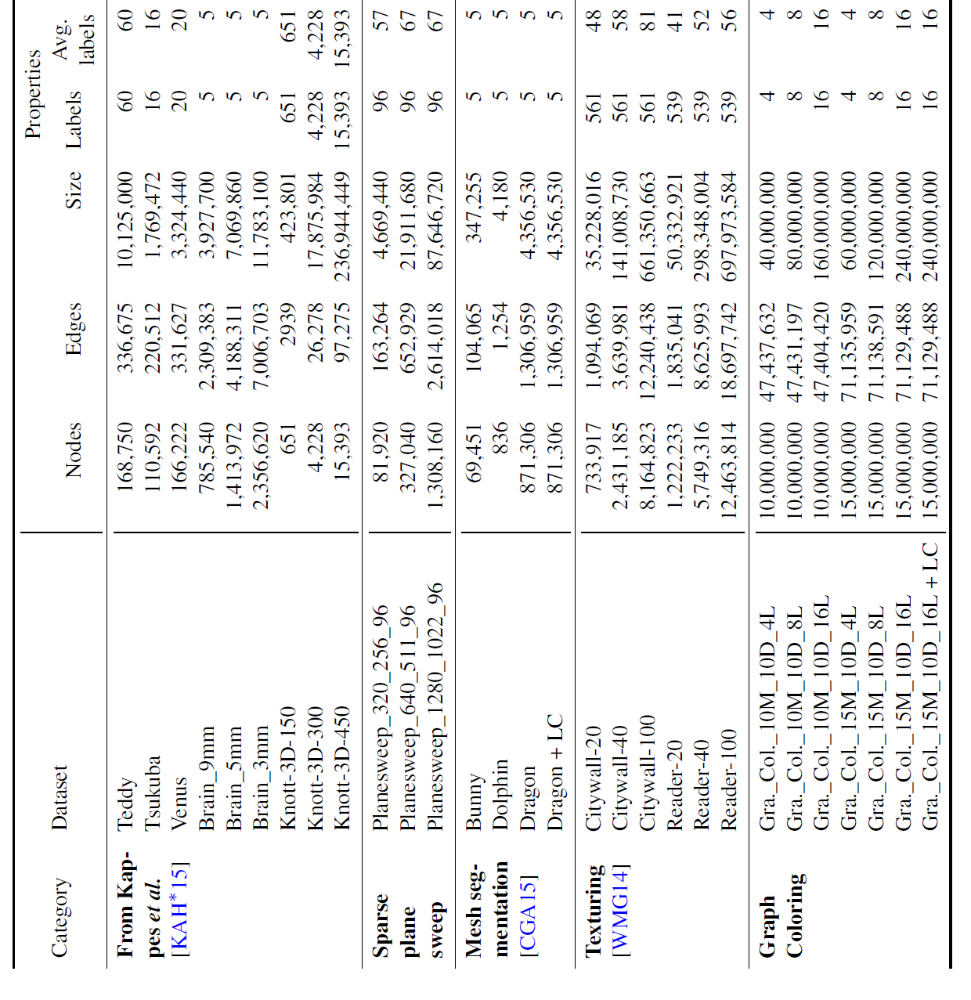 Properties
Category Dataset Nodes Edges Size Labels Avg. labels
From Kap- Teddy 168,750 336,675 10,125,000 60 60
pes et al. Tsukuba 110,592 220,512 1,769,472 16 16
[KAH*15] Venus 166,222 331,627 3,324,440 20 20
Brain_9mm 785,540 2,309,383 3,927,700 5 5
Brain_5mm 1,413,972 4,188,311 7,069,860 5 5
Brain_3mm 2,356,620 7,006,703 11,783,100 5 5
Knott-3D-150 651 2939 423,801 651 651
Knott-3D-300 4,228 26,278 17,875,984 4,228 4,228
Knott-3D-450 15,393 97,275 236,944,449 15,393 15,393
Sparse Planesweep_320_256_96 81,920 163,264 4,669,440 96 57
plane Planesweep_640_511_96 327,040 652,929 21,911,680 96 67
sweep Planesweep_1280_1022_96 1,308,160 2,614,018 87,646,720 96 67
Mesh seg- Bunny 69,451 104,065 347,255 5 5
mentation Dolphin 836 1,254 4,180 5 5
[CGA15] Dragon 871,306 1,306,959 4,356,530 5 5
Dragon + LC 871,306 1,306,959 4,356,530 5 5
Texturing Citywall-20 733,917 1,094,069 35,228,016 561 48
[WMG14] Citywall-40 2,431,185 3,639,981 141,008,730 561 58
Citywall-100 8,164,823 12,240,438 661,350,663 561 81
Reader-20 1,222,233 1,835,041 50,332,921 539 41
Reader-40 5,749,316 8,625,993 298,348,004 539 52
Reader-100 12,463,814 18,697,742 697,973,584 539 56
Graph Gra._Col._10M_10D_4L 10,000,000 47,437,632 40,000,000 4 4
Coloring Gra._Col._10M_10D_8L 10,000,000 47,431,197 80,000,000 8 8
Gra._Col._10M_10D_16L 10,000,000 47,404,420 160,000,000 16 16
Gra._Col._15M_10D_4L 15,000,000 71,135,959 60,000,000 4 4
Gra._Col._15M_10D_8L 15,000,000 71,138,591 120,000,000 8 8
Gra._Col._15M_10D_16L 15,000,000 71,129,488 240,000,000 16 16
Gra._Col._15M_10D_16L + LC 15,000,000 71,129,488 240,000,000 16 16